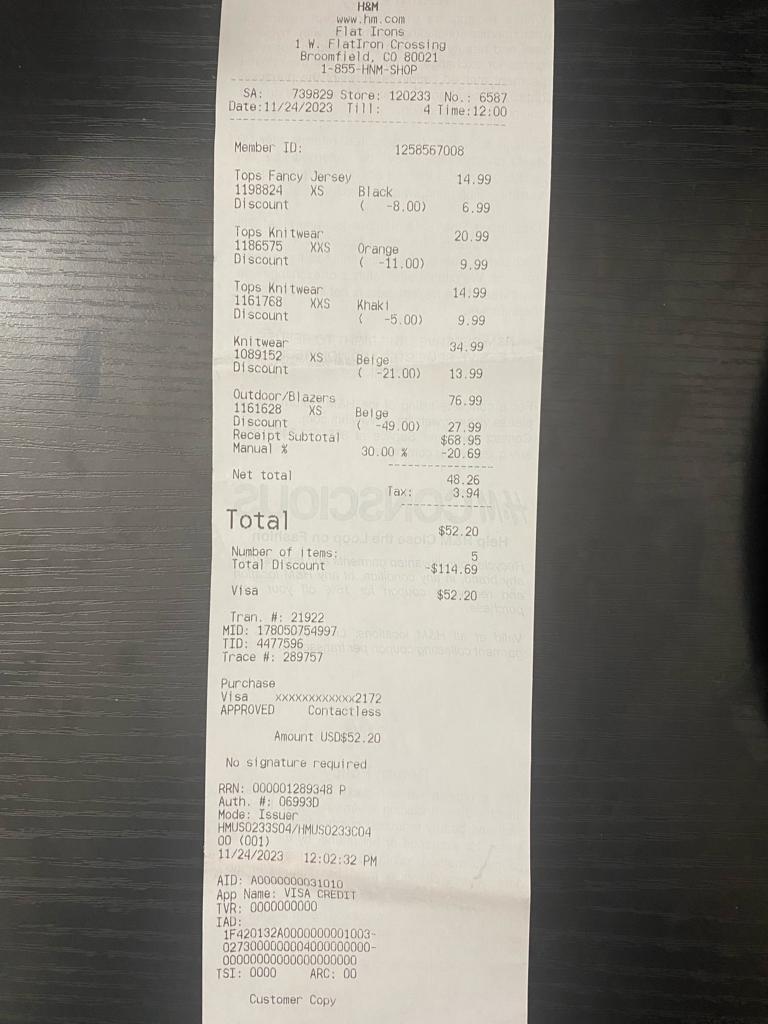 H&M
www.hm.com
Flat Irons
1 W. FlatIron Crossing
Broomfield, CO 80021
1-855-HNM-SHOP
SA: 739829 Store: 120233 No.: 6587
Date:11/24/2023 Till: 4 Time:12:00
Member ID: 1258567008
Tops Fancy Jersey 14.99
1198824 XS Black
Discount ( -8.00) 6.99
Tops Knitwear 20.99
1186575 XXS Orange
Discount ( -11.00) 9.99
Tops Knitwear 14.99
1161768 XXS Khaki
Discount ( -5.00) 9.99
Knitwear 34.99
1089152 XS Beige
Discount ( -21.00) 13.99
Outdoor/Blazers 76.99
1161628 XS Beige
Discount ( -49.00) 27.99
Receipt Subtotal $68.95
Manual % 30.00 % -20.69
Net total 48.26
Tax: 3.94
Total $52.20
Number of items: 5
Total Discount -$114.69
Visa $52.20
Tran. #: 21922
MID: 178050754997
TID: 4477596
Trace #: 289757
Purchase
Visa xxxxxxxxxxxx2172
APPROVED Contactless
Amount USD$52.20
No signature required
RRN: 000001289348 P
Auth. #: 06993D
Mode: Issuer
HMUS0233S04/HMUS0233C04
00 (001)
11/24/2023 12:02:32 PM
AID: A0000000031010
App Name: VISA CREDIT
TVR: 0000000000
IAD:
1F420132A0000000001003-
02730000000004000000000-
00000000000000000000
TSI: 0000 ARC: 00
Customer Copy